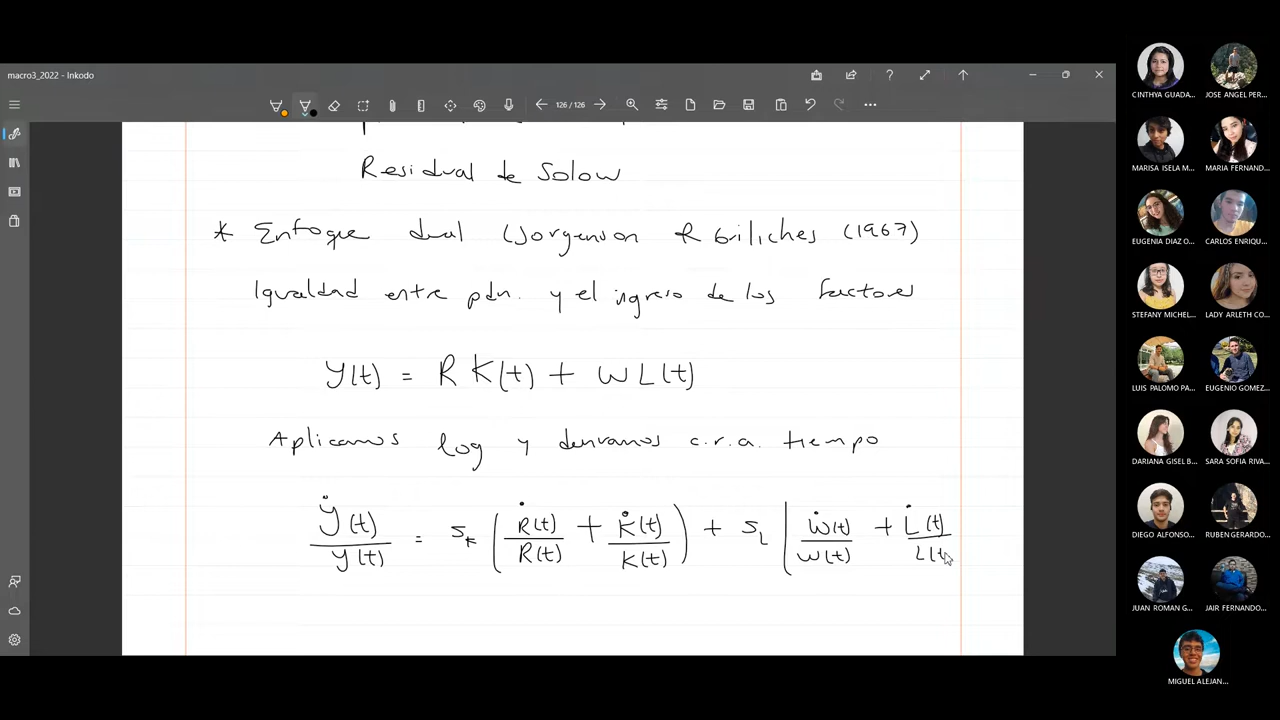 macro3_2022 - Inkodo
126 / 126
Residual de Solow
* Enfoque dual (Jorgenson & Griliches (1967)
Igualdad entre pdn. y el ingreso de los factores
Y(t) = R K(t) + W L(t)
Aplicamos log y derivamos c.r.a. tiempo
Ẏ(t)/Y(t) = S_K ( Ṙ(t)/R(t) + K̇(t)/K(t) ) + S_L ( Ẇ(t)/W(t) + L̇(t)/L(t)
CINTHYA GUADA...
JOSE ANGEL PER...
MARISA ISELA M...
MARIA FERNAND...
EUGENIA DIAZ O...
CARLOS ENRIQU...
STEFANY MICHEL...
LADY ARLETH CO...
LUIS PALOMO PA...
EUGENIO GOMEZ...
DARIANA GISEL B...
SARA SOFIA RIVA...
DIEGO ALFONSO...
RUBEN GERARDO...
JUAN ROMAN G...
JAIR FERNANDO...
MIGUEL ALEJAN...